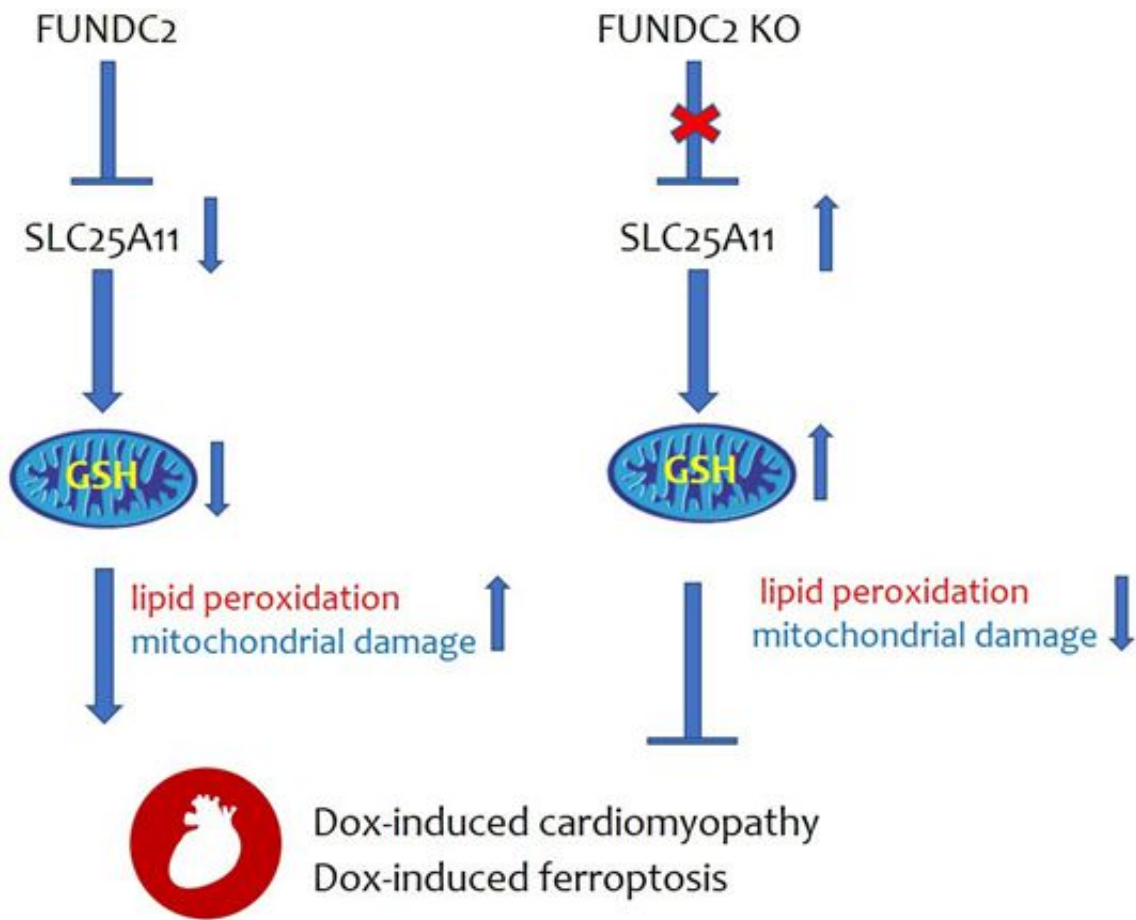 FUNDC2
SLC25A11
GSH
lipid peroxidation
mitochondrial damage
FUNDC2 KO
SLC25A11
GSH
lipid peroxidation
mitochondrial damage
Dox-induced cardiomyopathy
Dox-induced ferroptosis